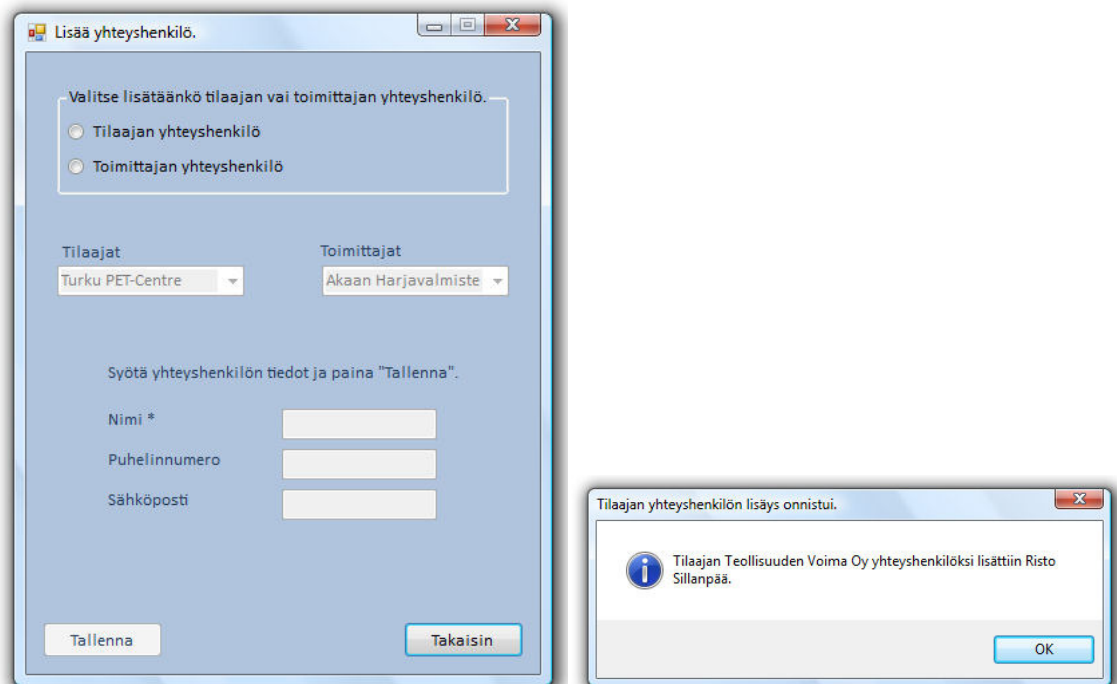 Lisää yhteyshenkilö.
Valitse lisätäänkö tilaajan vai toimittajan yhteyshenkilö.
Tilaajan yhteyshenkilö
Toimittajan yhteyshenkilö
Tilaajat
Toimittajat
Turku PET-Centre
Akaan Harjavalmiste
Syötä yhteyshenkilön tiedot ja paina "Tallenna".
Nimi *
Puhelinnumero
Sähköposti
Tallenna
Takaisin
Tilaajan yhteyshenkilön lisäys onnistui.
Tilaajan Teollisuuden Voima Oy yhteyshenkilöksi lisättiin Risto
Sillanpää.
OK